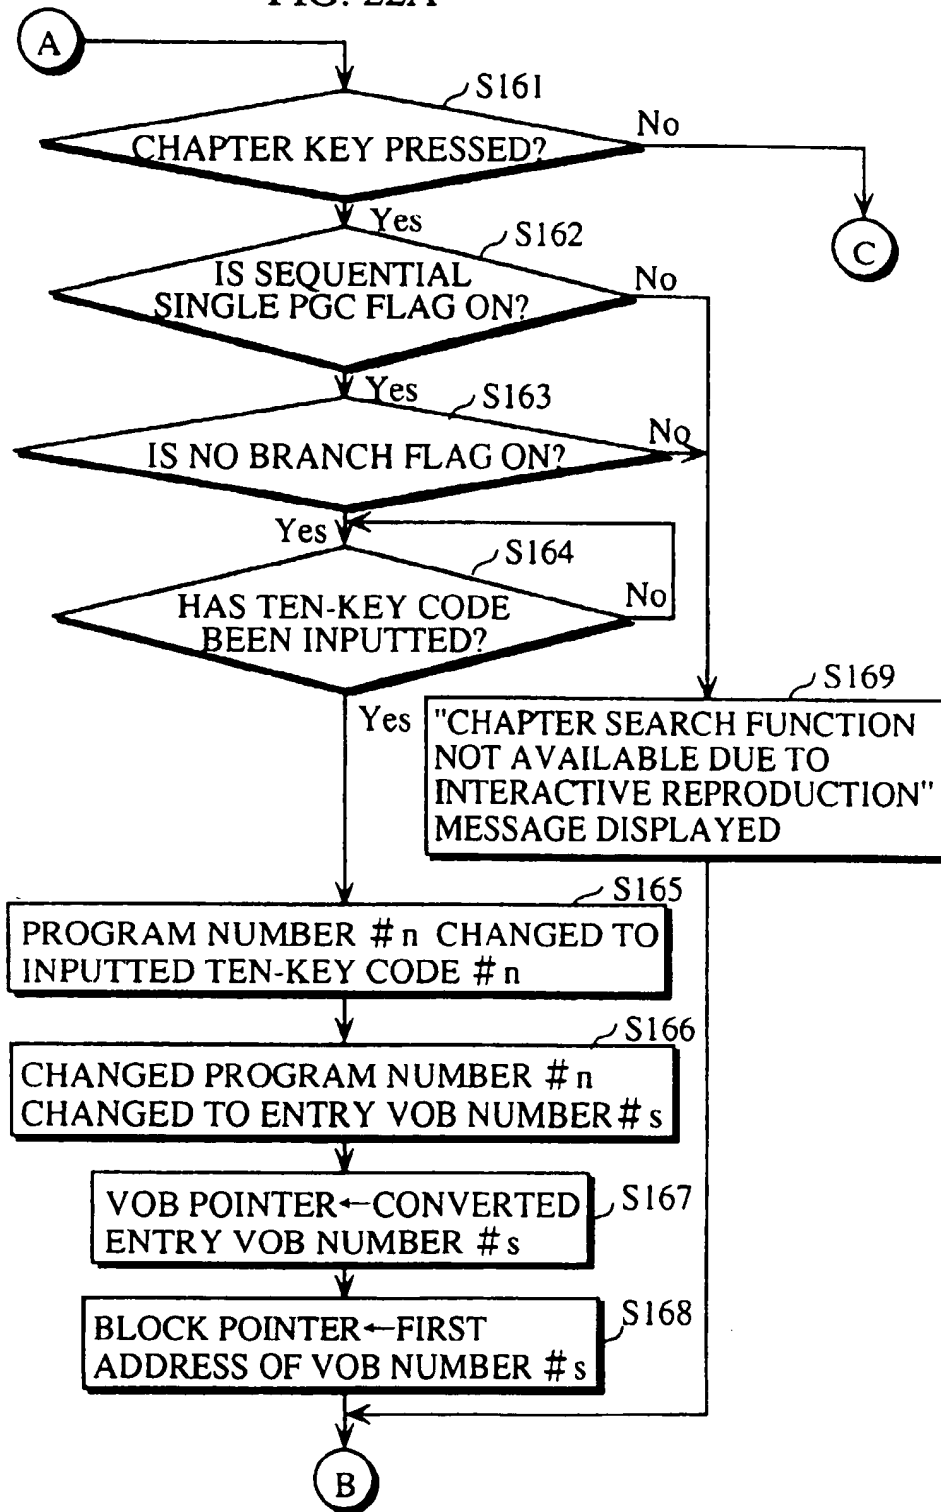 FIG. 22A
A
S161
CHAPTER KEY PRESSED?
No
C
Yes
S162
IS SEQUENTIAL
SINGLE PGC FLAG ON?
No
Yes
S163
IS NO BRANCH FLAG ON?
No
Yes
S164
HAS TEN-KEY CODE
BEEN INPUTTED?
No
Yes
S169
"CHAPTER SEARCH FUNCTION
NOT AVAILABLE DUE TO
INTERACTIVE REPRODUCTION"
MESSAGE DISPLAYED
S165
PROGRAM NUMBER #n CHANGED TO
INPUTTED TEN-KEY CODE #n
S166
CHANGED PROGRAM NUMBER #n
CHANGED TO ENTRY VOB NUMBER #s
S167
VOB POINTER←CONVERTED
ENTRY VOB NUMBER #s
S168
BLOCK POINTER←FIRST
ADDRESS OF VOB NUMBER #s
B